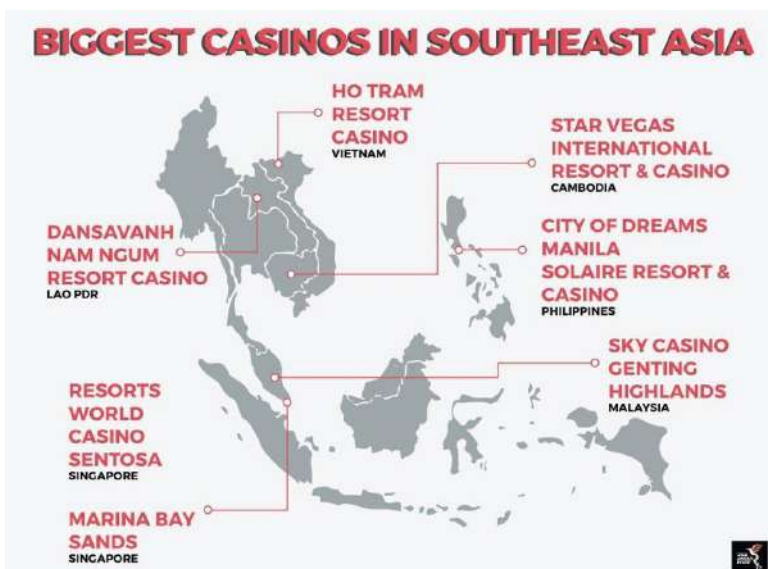 BIGGEST CASINOS IN SOUTHEAST ASIA
HO TRAM
RESORT
CASINO
VIETNAM
STAR VEGAS
INTERNATIONAL
RESORT & CASINO
CAMBODIA
DANSAVANH
NAM NGUM
RESORT CASINO
LAO PDR
CITY OF DREAMS
MANILA
SOLAIRE RESORT &
CASINO
PHILIPPINES
SKY CASINO
GENTING
HIGHLANDS
MALAYSIA
RESORTS
WORLD
CASINO
SENTOSA
SINGAPORE
MARINA BAY
SANDS
SINGAPORE